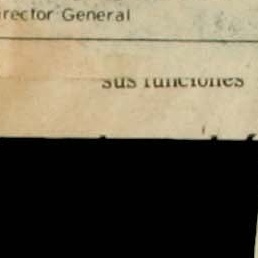 irector General
sus funciones